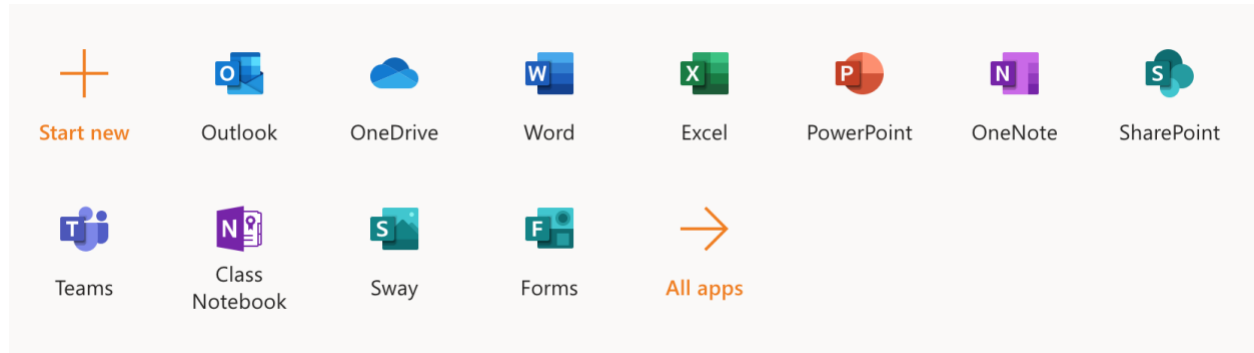 Start new
Outlook
OneDrive
Word
Excel
PowerPoint
OneNote
SharePoint
Teams
Class
Notebook
Sway
Forms
All apps